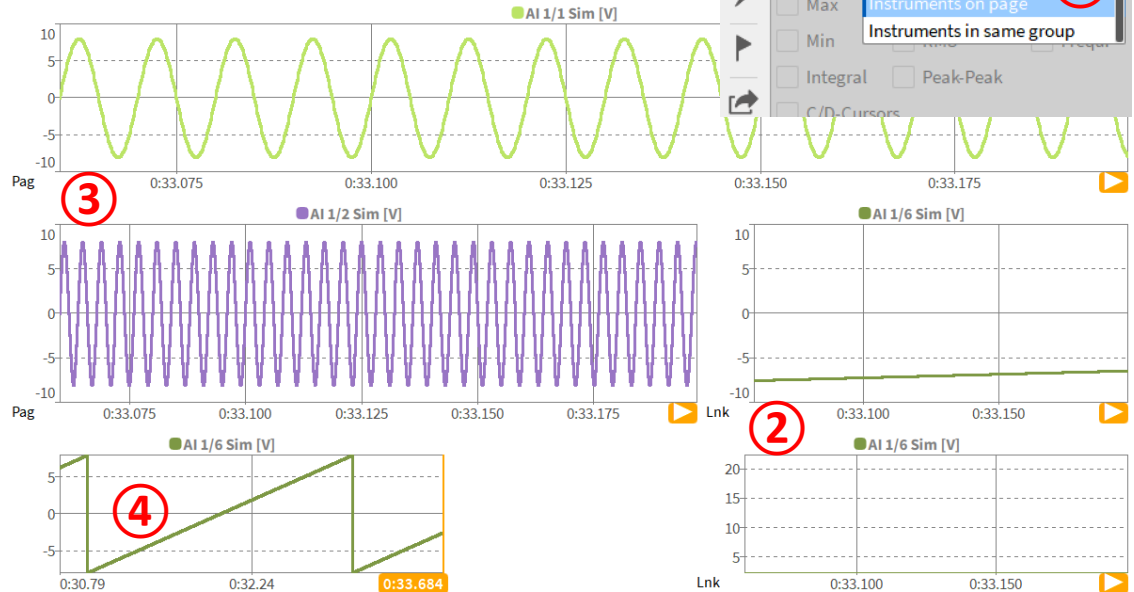 AI 1/1 Sim [V]
10
5
0
-5
-10
Pag
0:33.075
0:33.100
0:33.125
0:33.150
0:33.175
Max
Instruments on page
Min
Instruments in same group
Integral
Peak-Peak
C/D-Cursors
3
AI 1/2 Sim [V]
10
5
0
-5
-10
Pag
0:33.075
0:33.100
0:33.125
0:33.150
0:33.175
AI 1/6 Sim [V]
10
5
0
-5
-10
Lnk
0:33.100
0:33.150
2
AI 1/6 Sim [V]
5
0
-5
4
0:30.79
0:32.24
0:33.684
AI 1/6 Sim [V]
20
15
10
5
Lnk
0:33.100
0:33.150